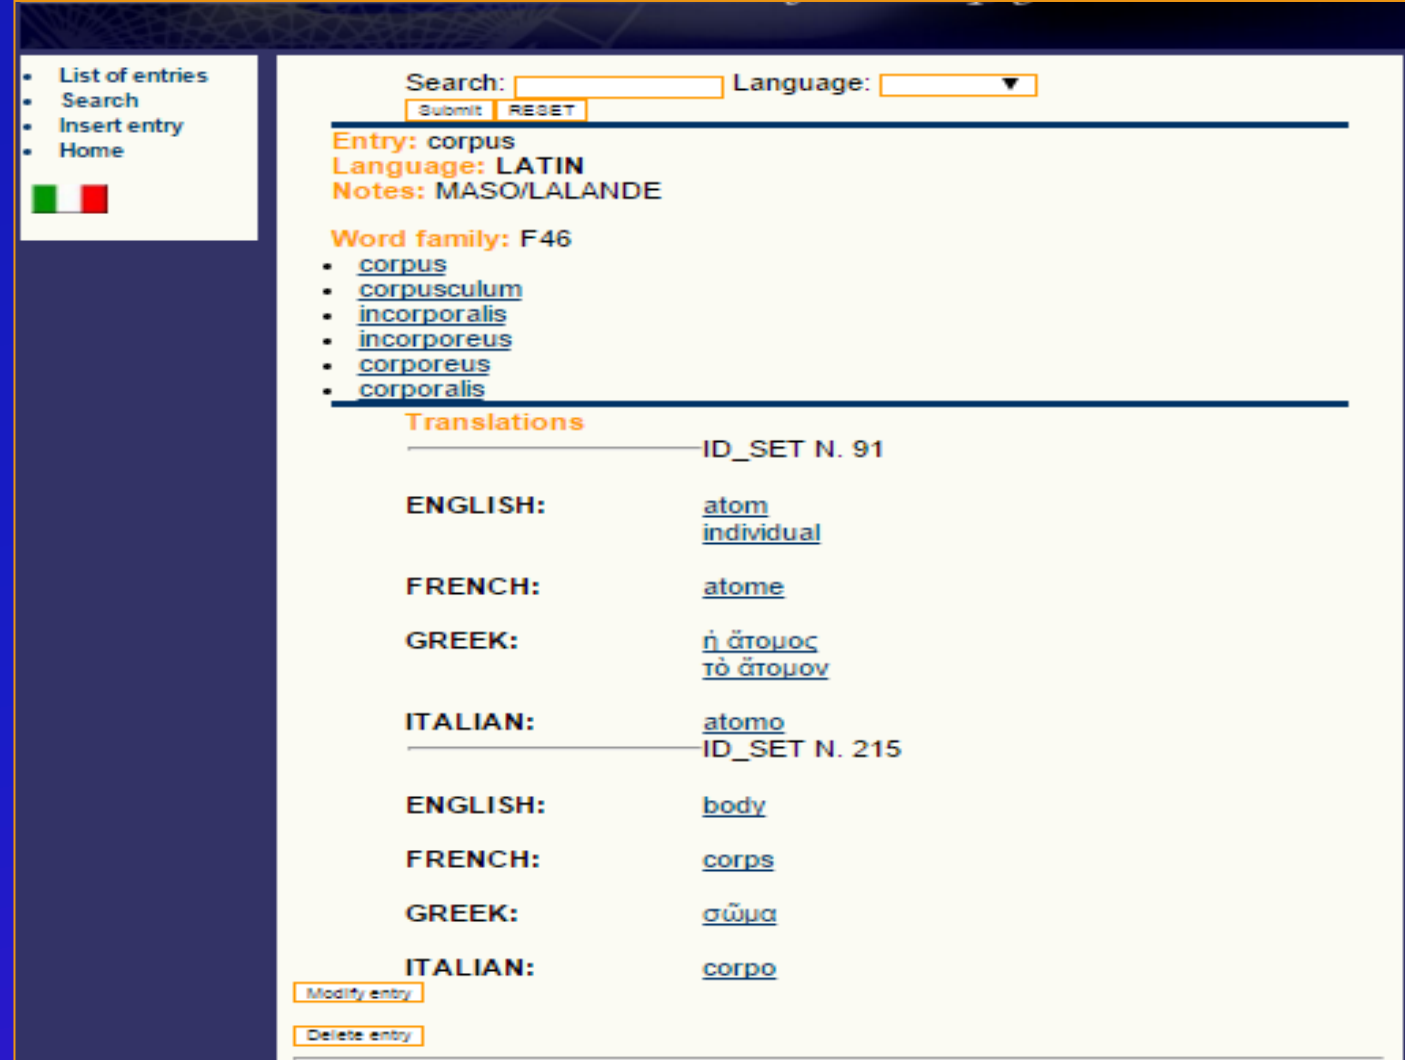 List of entries
Search
Insert entry
Home
Search: Language:
Submit RESET
Entry: corpus
Language: LATIN
Notes: MASO/LALANDE
Word family: F46
corpus
corpusculum
incorporalis
incorporeus
corporeus
corporalis
Translations
ID_SET N. 91
ENGLISH: atom
individual
FRENCH: atome
GREEK: ἡ ἄτομος
τὸ ἄτομον
ITALIAN: atomo
ID_SET N. 215
ENGLISH: body
FRENCH: corps
GREEK: σῶμα
ITALIAN: corpo
Modify entry
Delete entry